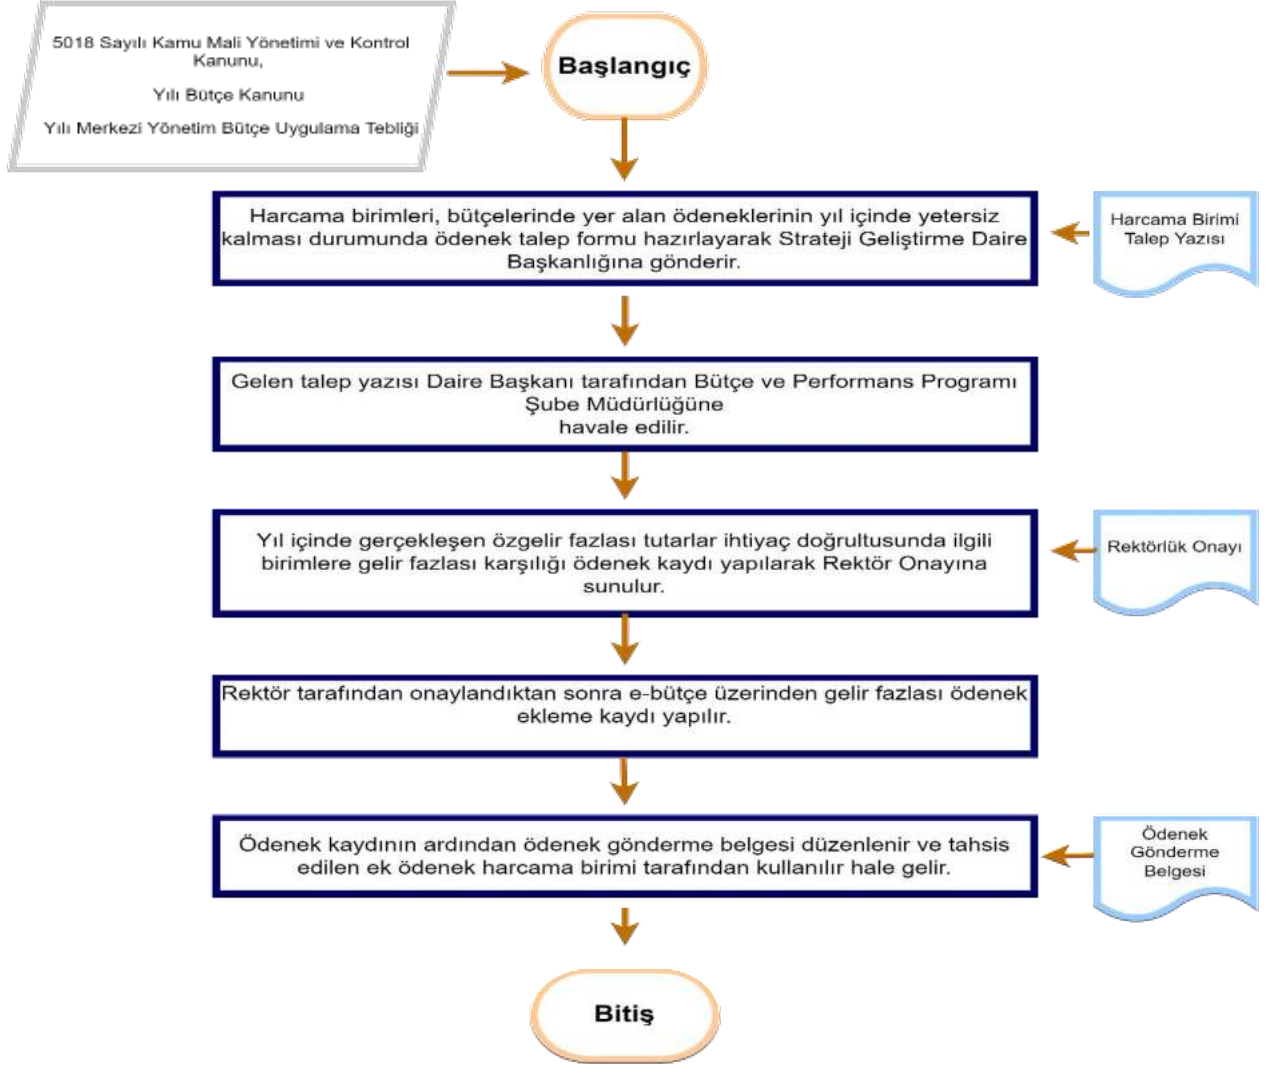 5018 Sayılı Kamu Mali Yönetimi ve Kontrol
Kanunu,
Yılı Bütçe Kanunu
Yılı Merkezi Yönetim Bütçe Uygulama Tebliği
Başlangıç
Harcama birimleri, bütçelerinde yer alan ödeneklerinin yıl içinde yetersiz
kalması durumunda ödenek talep formu hazırlayarak Strateji Geliştirme Daire
Başkanlığına gönderir.
Harcama Birimi
Talep Yazısı
Gelen talep yazısı Daire Başkanı tarafından Bütçe ve Performans Programı
Şube Müdürlüğüne
havale edilir.
Yıl içinde gerçekleşen özgelir fazlası tutarlar ihtiyaç doğrultusunda ilgili
birimlere gelir fazlası karşılığı ödenek kaydı yapılarak Rektör Onayına
sunulur.
Rektörlük Onayı
Rektör tarafından onaylandıktan sonra e-bütçe üzerinden gelir fazlası ödenek
ekleme kaydı yapılır.
Ödenek kaydının ardından ödenek gönderme belgesi düzenlenir ve tahsis
edilen ek ödenek harcama birimi tarafından kullanılır hale gelir.
Ödenek
Gönderme
Belgesi
Bitiş